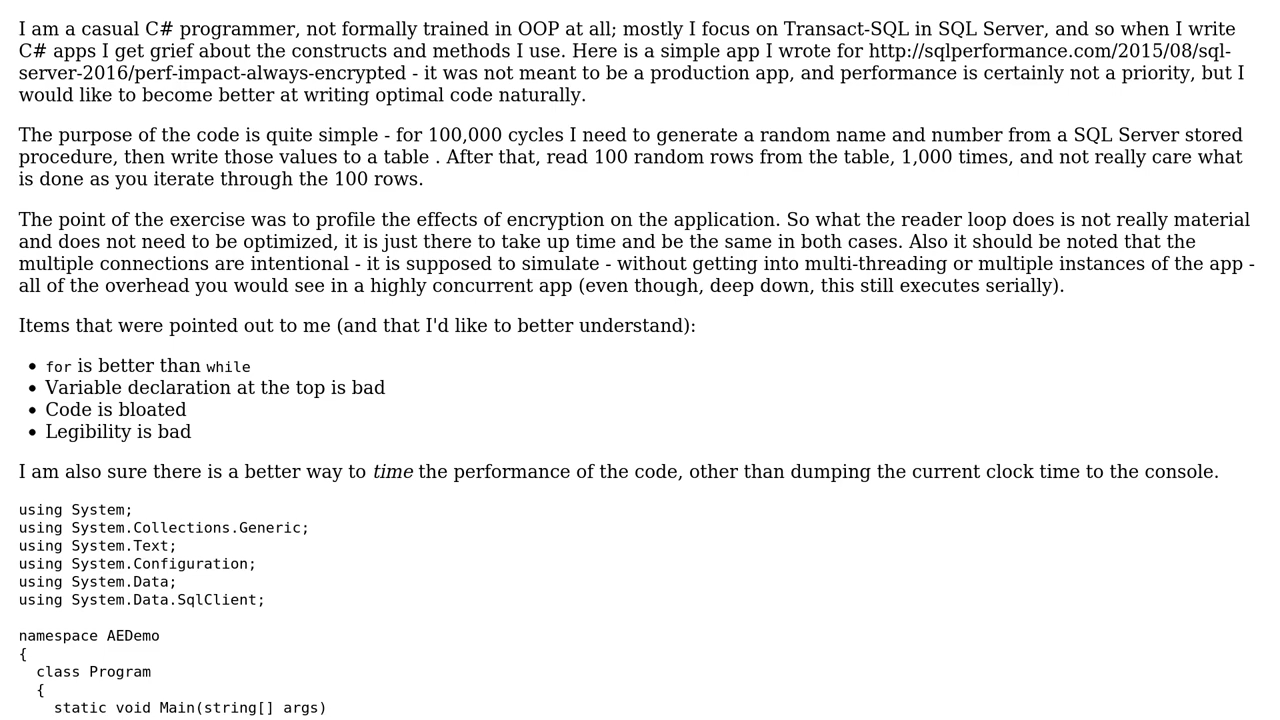 I am a casual C# programmer, not formally trained in OOP at all; mostly I focus on Transact-SQL in SQL Server, and so when I write
C# apps I get grief about the constructs and methods I use. Here is a simple app I wrote for http://sqlperformance.com/2015/08/sql-
server-2016/perf-impact-always-encrypted - it was not meant to be a production app, and performance is certainly not a priority, but I
would like to become better at writing optimal code naturally.
The purpose of the code is quite simple - for 100,000 cycles I need to generate a random name and number from a SQL Server stored
procedure, then write those values to a table . After that, read 100 random rows from the table, 1,000 times, and not really care what
is done as you iterate through the 100 rows.
The point of the exercise was to profile the effects of encryption on the application. So what the reader loop does is not really material
and does not need to be optimized, it is just there to take up time and be the same in both cases. Also it should be noted that the
multiple connections are intentional - it is supposed to simulate - without getting into multi-threading or multiple instances of the app -
all of the overhead you would see in a highly concurrent app (even though, deep down, this still executes serially).
Items that were pointed out to me (and that I'd like to better understand):
• for is better than while
• Variable declaration at the top is bad
• Code is bloated
• Legibility is bad
I am also sure there is a better way to time the performance of the code, other than dumping the current clock time to the console.
using System;
using System.Collections.Generic;
using System.Text;
using System.Configuration;
using System.Data;
using System.Data.SqlClient;
namespace AEDemo
{
  class Program
  {
    static void Main(string[] args)